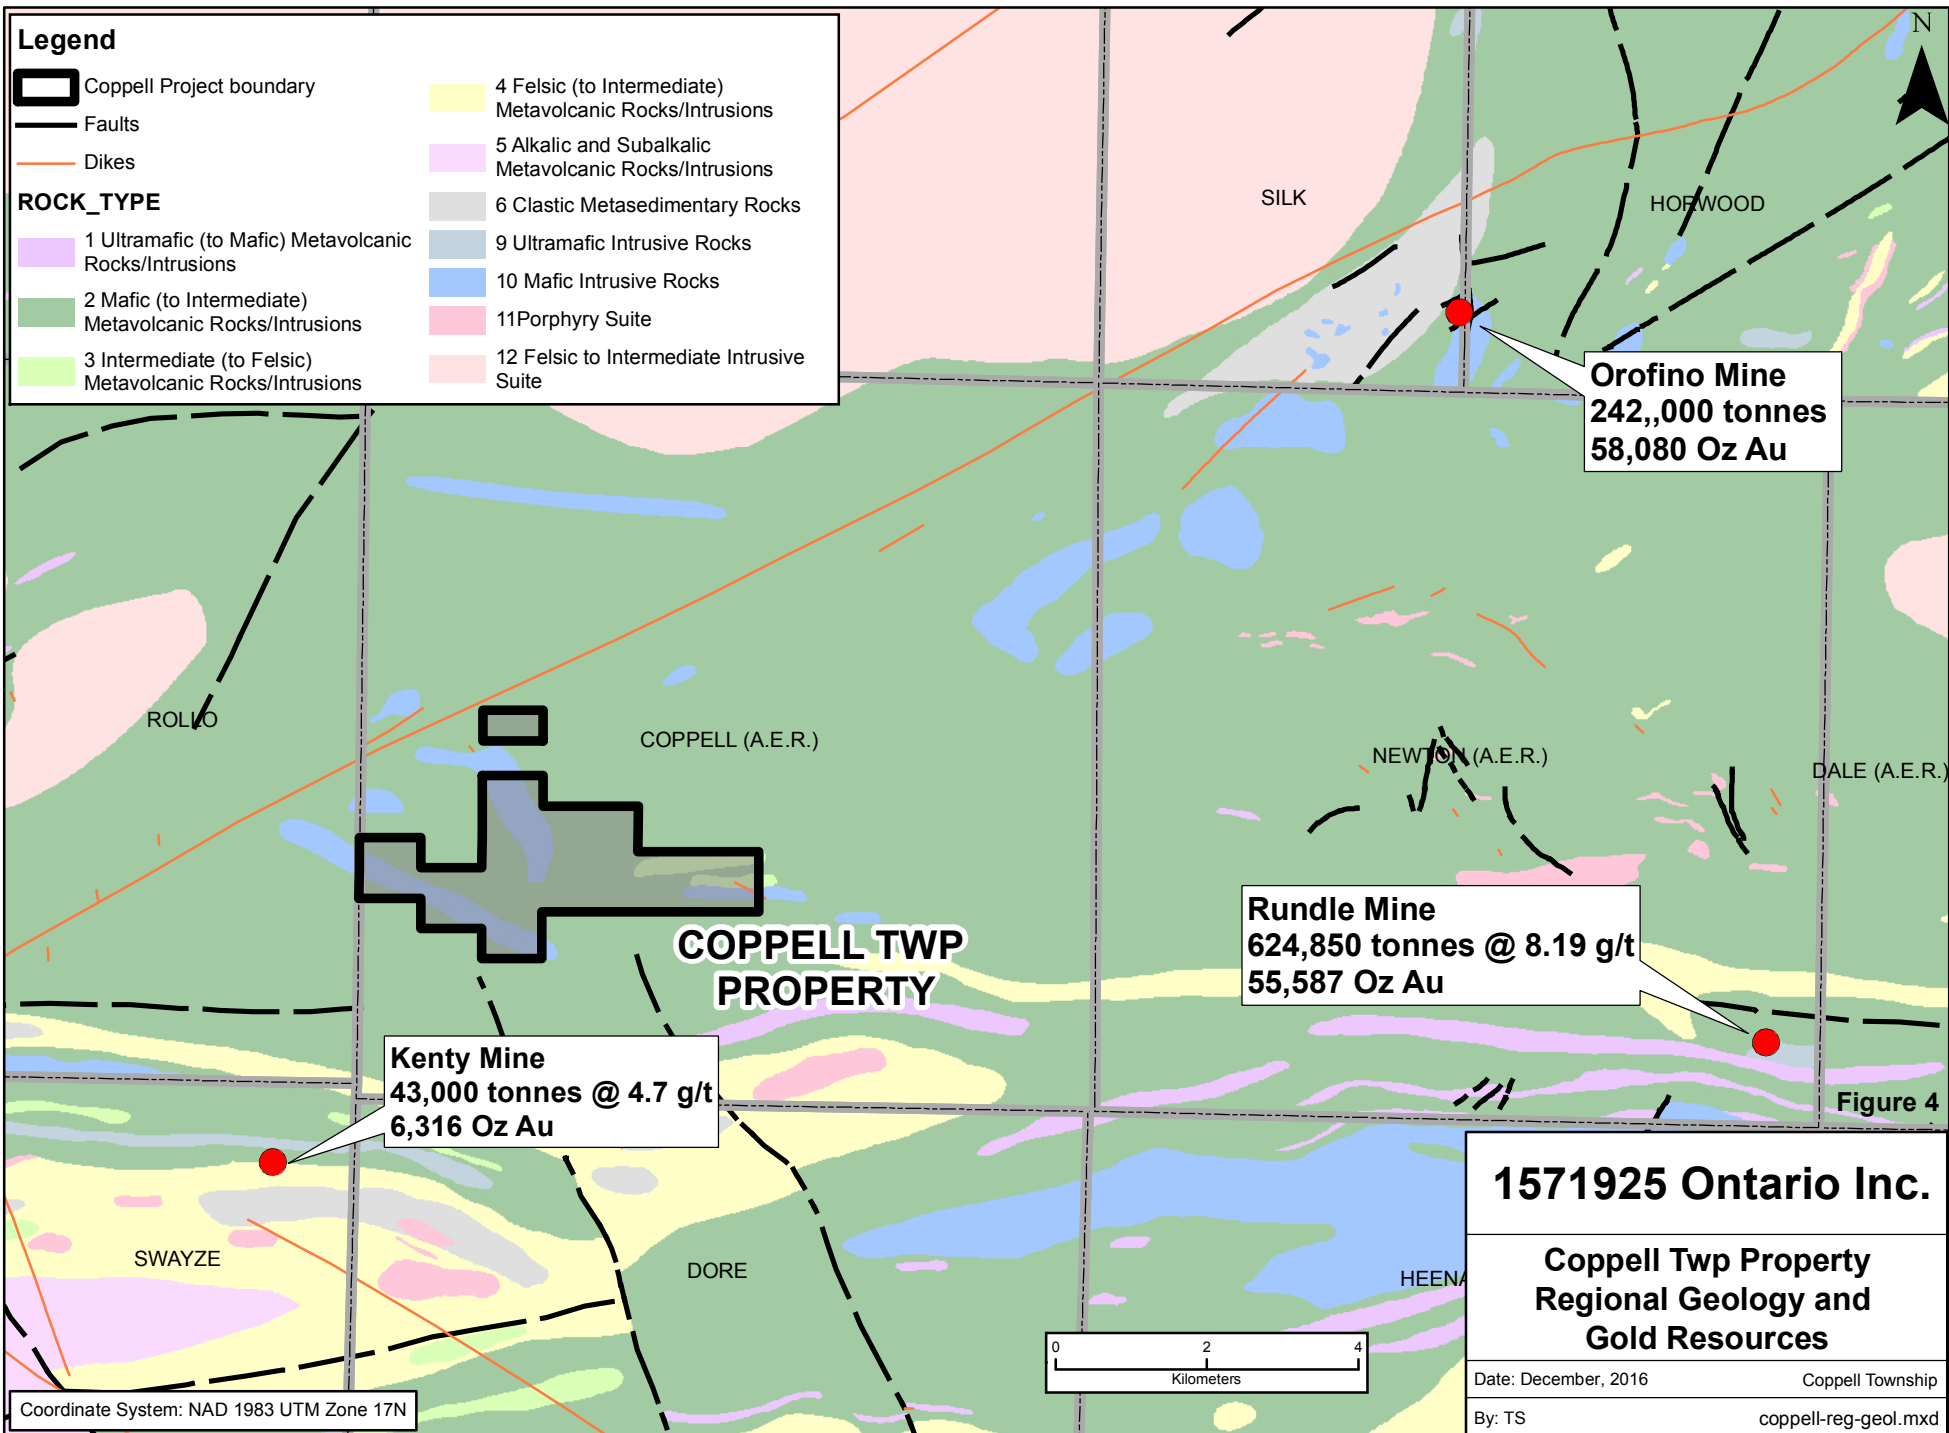 Legend
Coppell Project boundary
Faults
Dikes
ROCK_TYPE
1 Ultramafic (to Mafic) Metavolcanic
Rocks/Intrusions
2 Mafic (to Intermediate)
Metavolcanic Rocks/Intrusions
3 Intermediate (to Felsic)
Metavolcanic Rocks/Intrusions
4 Felsic (to Intermediate)
Metavolcanic Rocks/Intrusions
5 Alkalic and Subalkalic
Metavolcanic Rocks/Intrusions
6 Clastic Metasedimentary Rocks
9 Ultramafic Intrusive Rocks
10 Mafic Intrusive Rocks
11Porphyry Suite
12 Felsic to Intermediate Intrusive
Suite
N
SILK
HORWOOD
Orofino Mine
242,,000 tonnes
58,080 Oz Au
ROLLO
COPPELL (A.E.R.)
NEWTON (A.E.R.)
DALE (A.E.R.)
COPPELL TWP
PROPERTY
Rundle Mine
624,850 tonnes @ 8.19 g/t
55,587 Oz Au
Kenty Mine
43,000 tonnes @ 4.7 g/t
6,316 Oz Au
SWAYZE
DORE
HEENA
Figure 4
1571925 Ontario Inc.
Coppell Twp Property
Regional Geology and
Gold Resources
Date: December, 2016
Coppell Township
By: TS
coppell-reg-geol.mxd
0 2 4
Kilometers
Coordinate System: NAD 1983 UTM Zone 17N